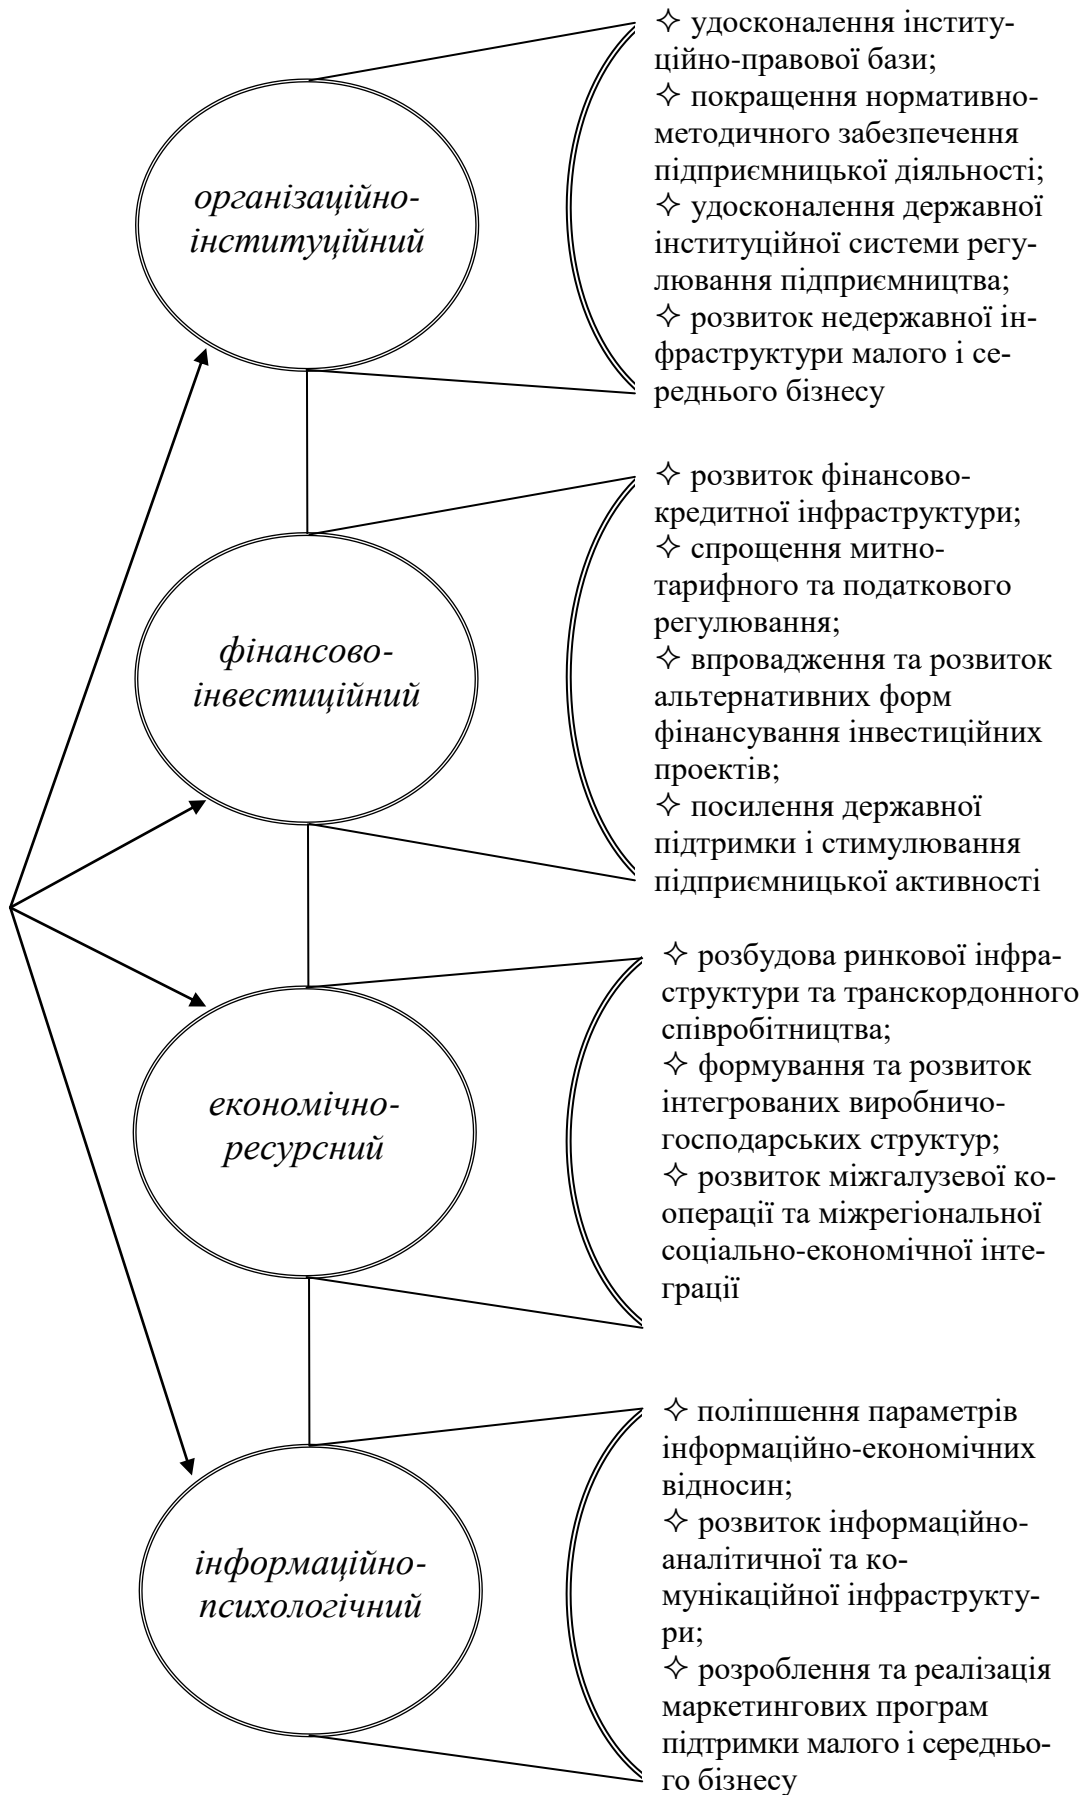 організаційно-
інституційний
✧ удосконалення інститу-
ційно-правової бази;
✧ покращення нормативно-
методичного забезпечення
підприємницької діяльності;
✧ удосконалення державної
інституційної системи регу-
лювання підприємництва;
✧ розвиток недержавної ін-
фраструктури малого і се-
реднього бізнесу
фінансово-
інвестиційний
✧ розвиток фінансово-
кредитної інфраструктури;
✧ спрощення митно-
тарифного та податкового
регулювання;
✧ впровадження та розвиток
альтернативних форм
фінансування інвестиційних
проектів;
✧ посилення державної
підтримки і стимулювання
підприємницької активності
економічно-
ресурсний
✧ розбудова ринкової інфра-
структури та транскордонного
співробітництва;
✧ формування та розвиток
інтегрованих виробничо-
господарських структур;
✧ розвиток міжгалузевої ко-
операції та міжрегіональної
соціально-економічної інте-
грації
інформаційно-
психологічний
✧ поліпшення параметрів
інформаційно-економічних
відносин;
✧ розвиток інформаційно-
аналітичної та ко-
мунікаційної інфраструкту-
ри;
✧ розроблення та реалізація
маркетингових програм
підтримки малого і середньо-
го бізнесу